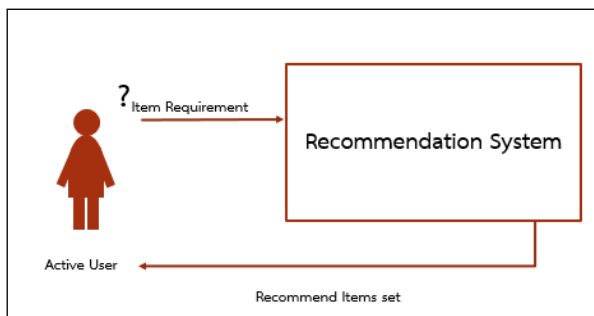 ?
Item Requirement
Recommendation System
Active User
Recommend Items set